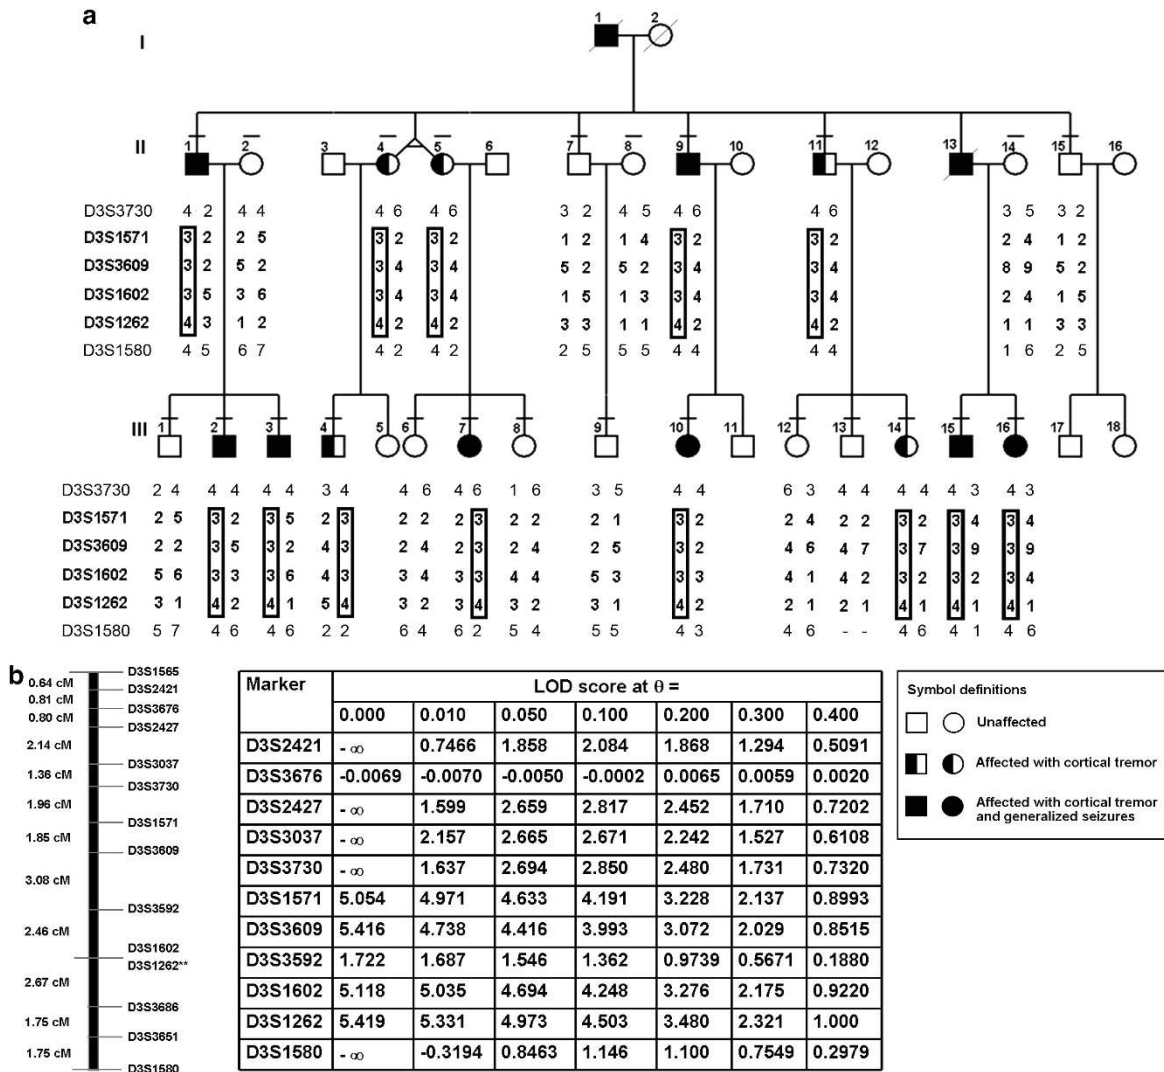 a
I
1 2
II
1 2 3 4 5 6 7 8 9 10 11 12 13 14 15 16
D3S3730 4 2 4 4 4 6 4 6 3 2 4 5 4 6 4 6 3 5 3 2
D3S1571 3 2 2 5 3 2 3 2 1 2 1 4 3 2 3 2 2 4 1 2
D3S3609 3 2 5 2 3 4 3 4 5 2 5 2 3 4 3 4 8 9 5 2
D3S1602 3 5 3 6 3 4 3 4 1 5 1 3 3 4 3 4 2 4 1 5
D3S1262 4 3 1 2 4 2 4 2 3 3 1 1 4 2 4 2 1 1 3 3
D3S1580 4 5 6 7 4 2 4 2 2 5 5 5 4 4 4 4 1 6 2 5
III
1 2 3 4 5 6 7 8 9 10 11 12 13 14 15 16 17 18
D3S3730 2 4 4 4 4 4 3 4 4 6 4 6 1 6 3 5 4 4 6 3 4 4 4 4 4 3 4 3
D3S1571 2 5 3 2 3 5 2 3 2 2 2 3 2 2 2 1 3 2 2 4 2 2 3 2 3 4 3 4
D3S3609 2 2 3 5 3 2 4 3 2 4 2 3 2 4 2 5 3 2 4 6 4 7 3 7 3 9 3 9
D3S1602 5 6 3 3 3 6 4 3 3 4 3 3 4 4 5 3 3 3 4 1 4 2 3 2 3 2 3 4
D3S1262 3 1 4 2 4 1 5 4 3 2 3 4 3 2 3 1 4 2 2 1 2 1 4 1 4 1 4 1
D3S1580 5 7 4 6 4 6 2 2 6 4 6 2 5 4 5 5 4 3 4 6 - - 4 6 4 1 4 6
b
D3S1565
0.64 cM
D3S2421
0.81 cM
D3S3676
0.80 cM
D3S2427
2.14 cM
D3S3037
1.36 cM
D3S3730
1.96 cM
D3S1571
1.85 cM
D3S3609
3.08 cM
D3S3592
2.46 cM
D3S1602
D3S1262**
2.67 cM
D3S3686
1.75 cM
D3S3651
1.75 cM
D3S1580
Marker LOD score at θ =
0.000 0.010 0.050 0.100 0.200 0.300 0.400
D3S2421 - ∞ 0.7466 1.858 2.084 1.868 1.294 0.5091
D3S3676 -0.0069 -0.0070 -0.0050 -0.0002 0.0065 0.0059 0.0020
D3S2427 - ∞ 1.599 2.659 2.817 2.452 1.710 0.7202
D3S3037 - ∞ 2.157 2.665 2.671 2.242 1.527 0.6108
D3S3730 - ∞ 1.637 2.694 2.850 2.480 1.731 0.7320
D3S1571 5.054 4.971 4.633 4.191 3.228 2.137 0.8993
D3S3609 5.416 4.738 4.416 3.993 3.072 2.029 0.8515
D3S3592 1.722 1.687 1.546 1.362 0.9739 0.5671 0.1880
D3S1602 5.118 5.035 4.694 4.248 3.276 2.175 0.9220
D3S1262 5.419 5.331 4.973 4.503 3.480 2.321 1.000
D3S1580 - ∞ -0.3194 0.8463 1.146 1.100 0.7549 0.2979
Symbol definitions
Unaffected
Affected with cortical tremor
Affected with cortical tremor
and generalized seizures